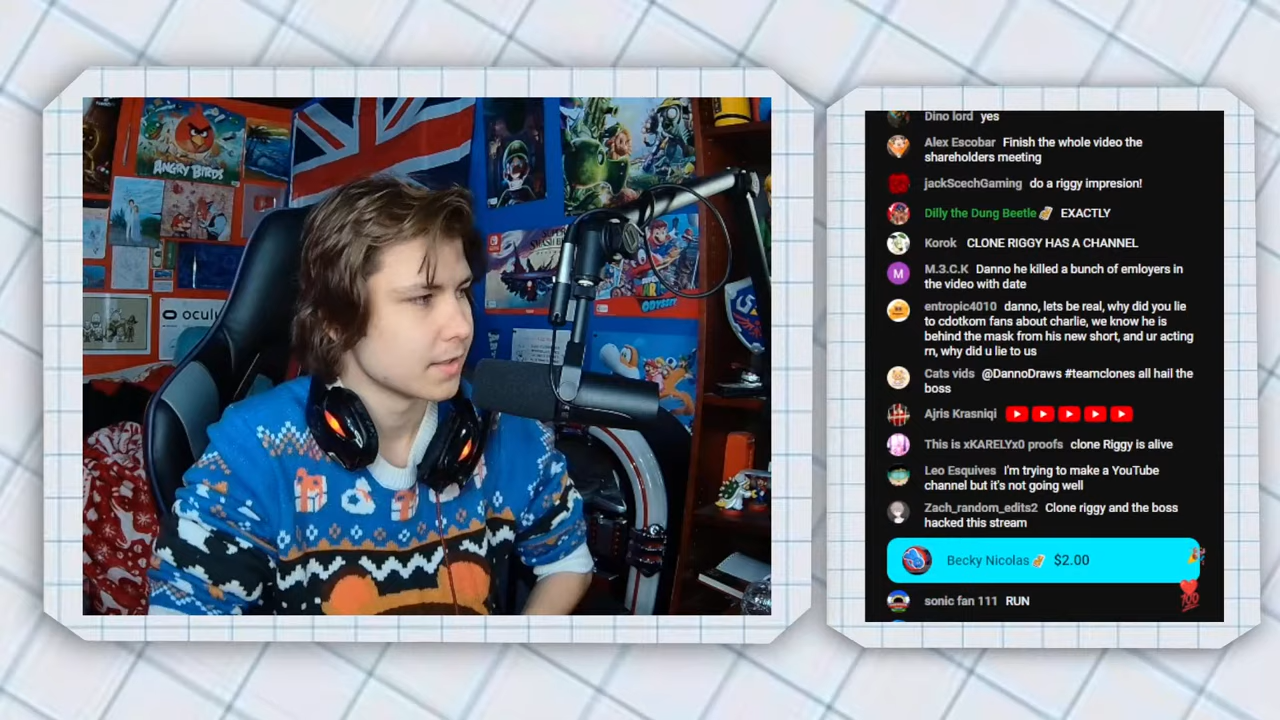 ANGRY BIRDS
ocul
SUPER
SMASH
ODYSSEY
Dino lord yes
Alex Escobar Finish the whole video the
shareholders meeting
jackScechGaming do a riggy impresion!
Dilly the Dung Beetle EXACTLY
Korok CLONE RIGGY HAS A CHANNEL
M
M.3.C.K Danno he killed a bunch of emloyers in
the video with date
entropic4010 danno, lets be real, why did you lie
to cdotkom fans about charlie, we know he is
behind the mask from his new short, and ur acting
rn, why did u lie to us
Cats vids @DannoDraws #teamclones all hail the
boss
Ajris Krasniqi
This is xKARELYx0 proofs clone Riggy is alive
Leo Esquives I'm trying to make a YouTube
channel but it's not going well
Zach_random_edits2 Clone riggy and the boss
hacked this stream
Becky Nicolas $2.00
sonic fan 111 RUN